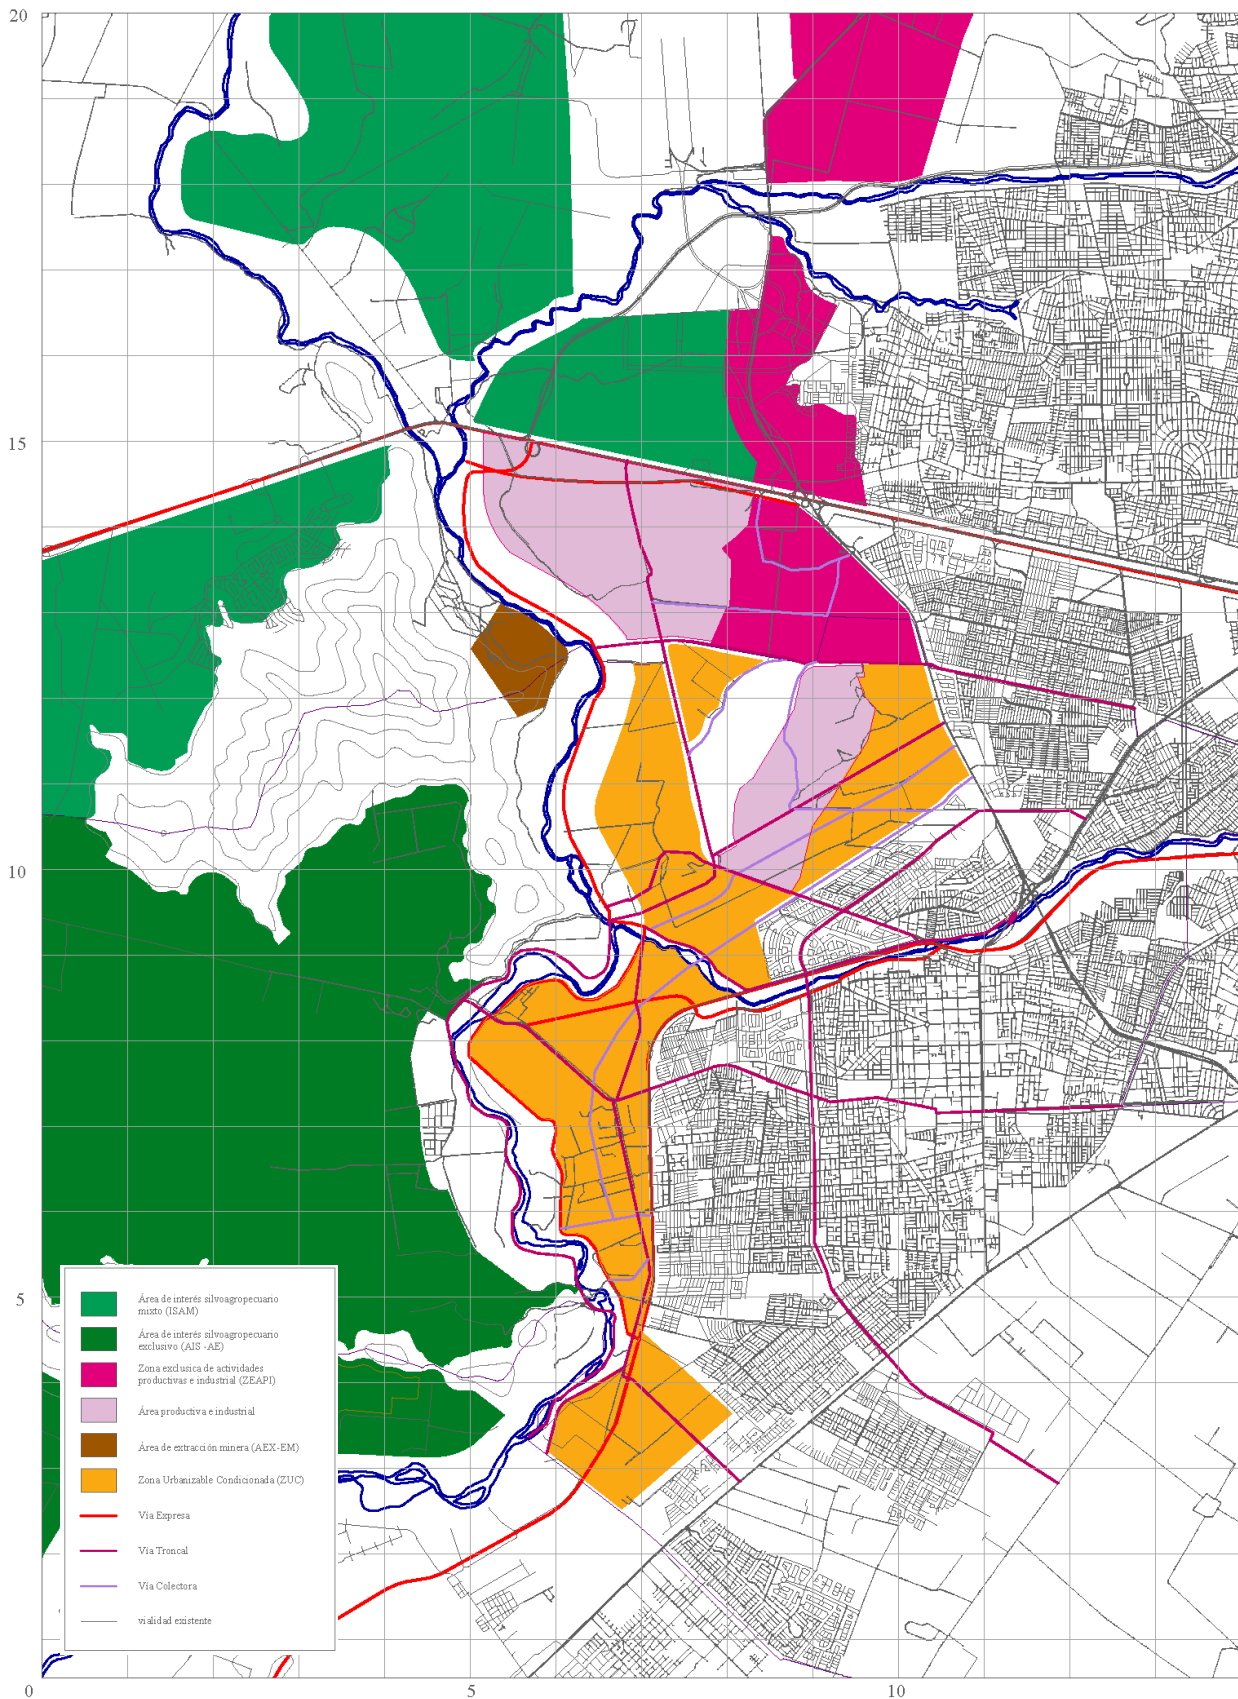 20
15
10
5
Área de interés silvoagropecuario
mixto (ISAM)
Área de interés silvoagropecuario
exclusivo (AIS -AE)
Zona exclusica de actividades
productivas e industrial (ZEAPI)
Área productiva e industrial
Área de extracción minera (AEX-EM)
Zona Urbanizable Condicionada (ZUC)
Vía Expresa
Vía Troncal
Vía Colectora
vialidad existente
0
5
10